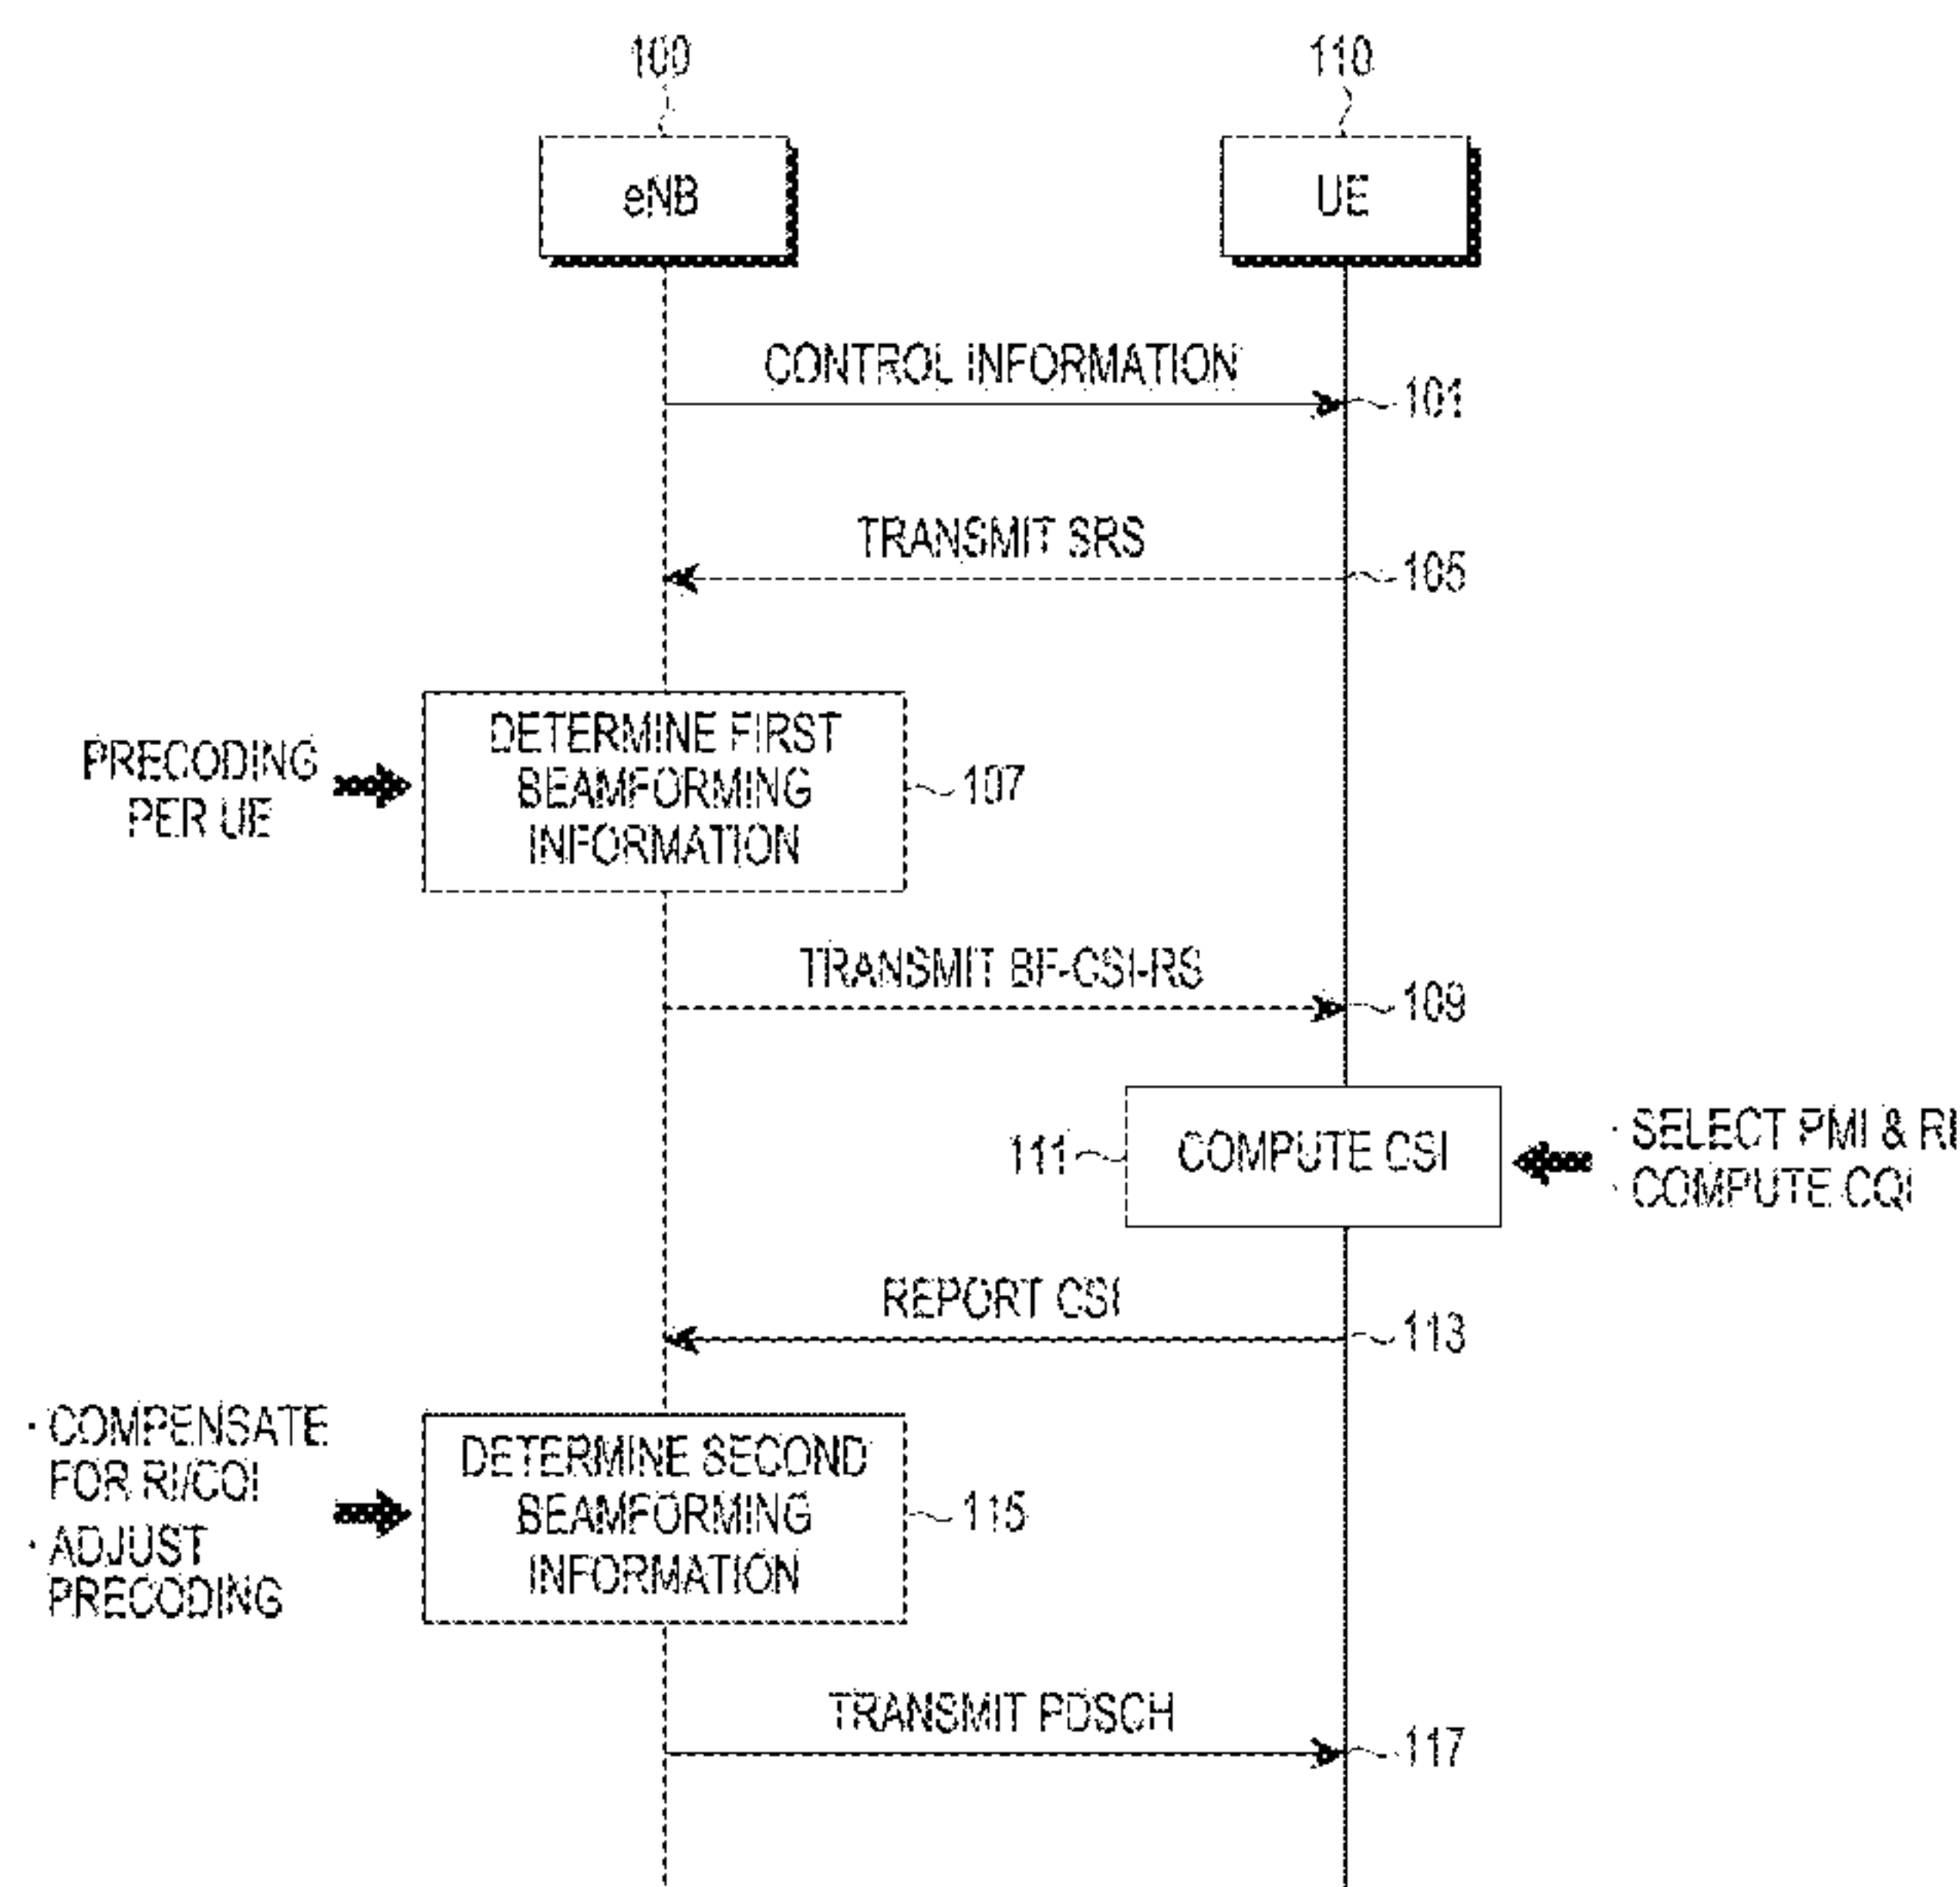 100
110
eNB
UE
CONTROL INFORMATION
101
TRANSMIT SRS
105
PRECODING
PER UE
DETERMINE FIRST
BEAMFORMING
INFORMATION
107
TRANSMIT BF-CSI-RS
109
111
COMPUTE CSI
· SELECT PMI & RI
· COMPUTE CQI
REPORT CSI
113
· COMPENSATE
FOR RI/CQI
· ADJUST
PRECODING
DETERMINE SECOND
BEAMFORMING
INFORMATION
115
TRANSMIT PDSCH
117